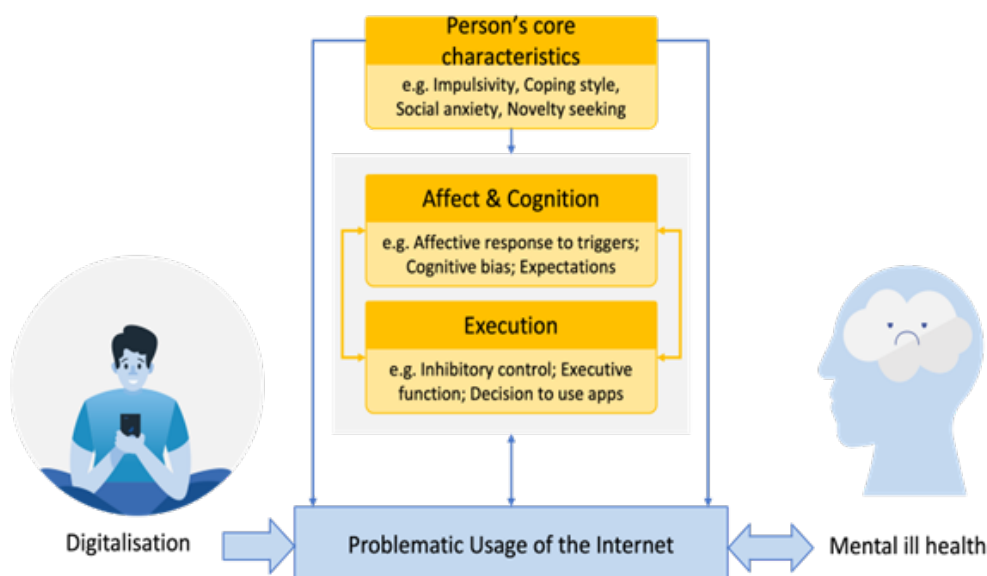 Person's core
characteristics
e.g. Impulsivity, Coping style,
Social anxiety, Novelty seeking
Affect & Cognition
e.g. Affective response to triggers;
Cognitive bias; Expectations
Execution
e.g. Inhibitory control; Executive
function; Decision to use apps
Digitalisation
Problematic Usage of the Internet
Mental ill health